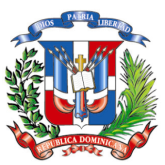 DIOS PATRIA LIBERTAD
REPUBLICA DOMINICANA